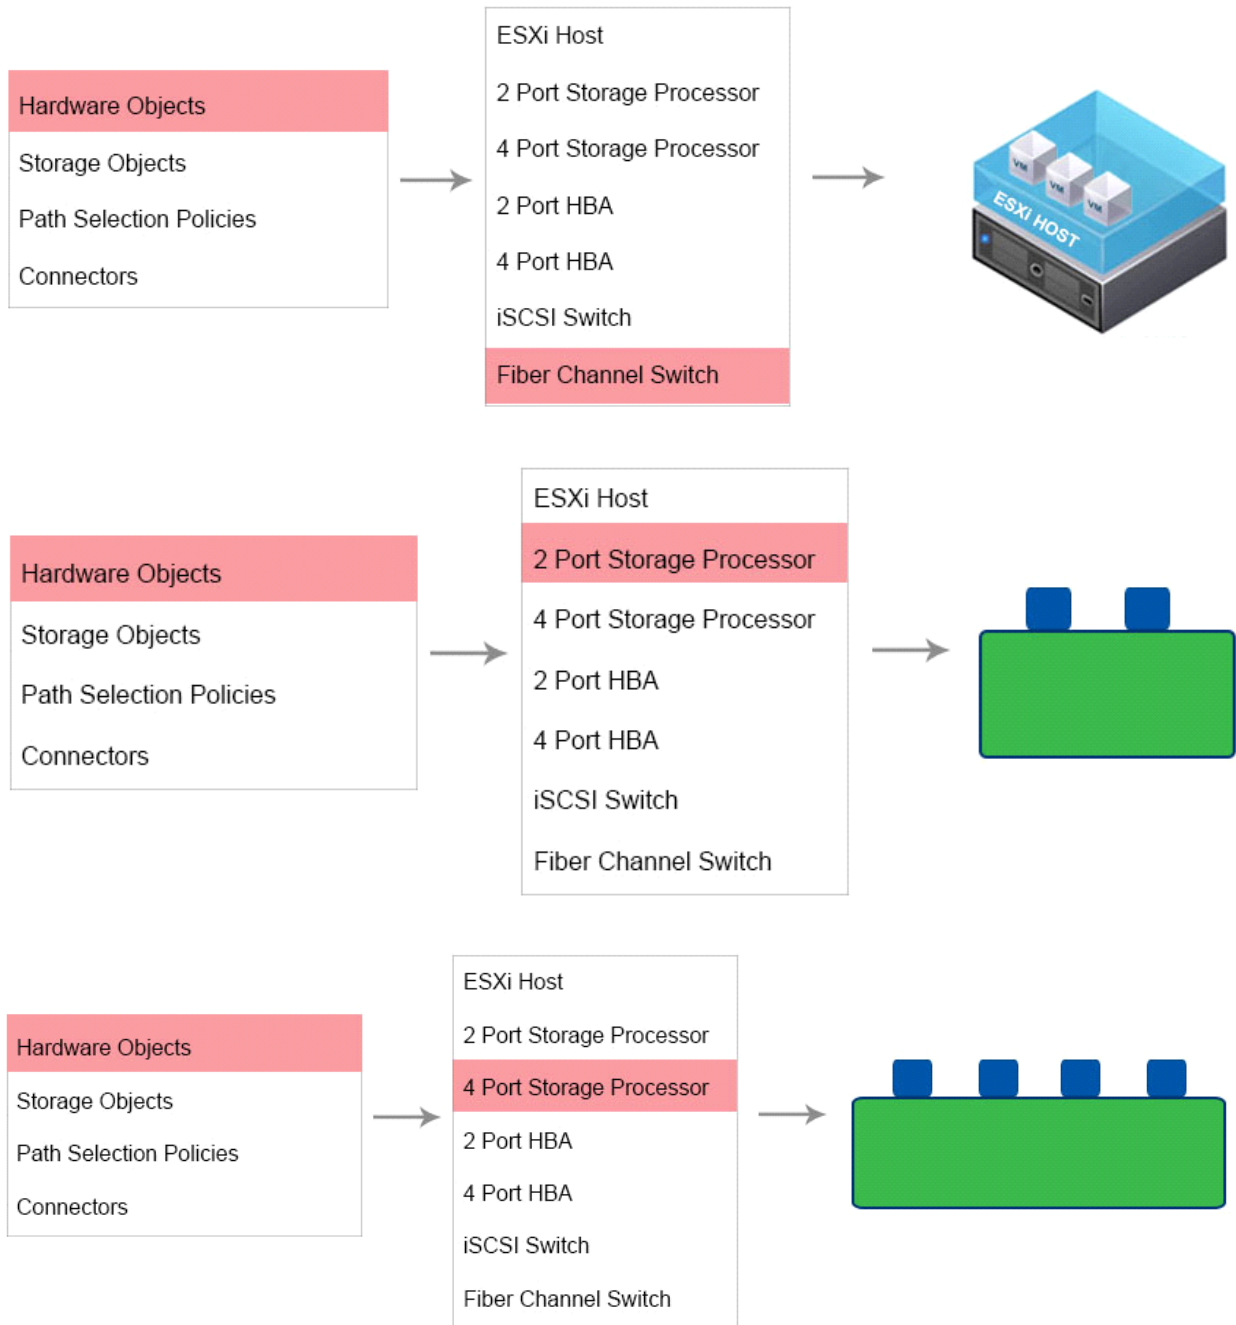 Hardware Objects
Storage Objects
Path Selection Policies
Connectors
ESXi Host
2 Port Storage Processor
4 Port Storage Processor
2 Port HBA
4 Port HBA
iSCSI Switch
Fiber Channel Switch
VM
VM
VM
ESXi HOST
Hardware Objects
Storage Objects
Path Selection Policies
Connectors
ESXi Host
2 Port Storage Processor
4 Port Storage Processor
2 Port HBA
4 Port HBA
iSCSI Switch
Fiber Channel Switch
Hardware Objects
Storage Objects
Path Selection Policies
Connectors
ESXi Host
2 Port Storage Processor
4 Port Storage Processor
2 Port HBA
4 Port HBA
iSCSI Switch
Fiber Channel Switch